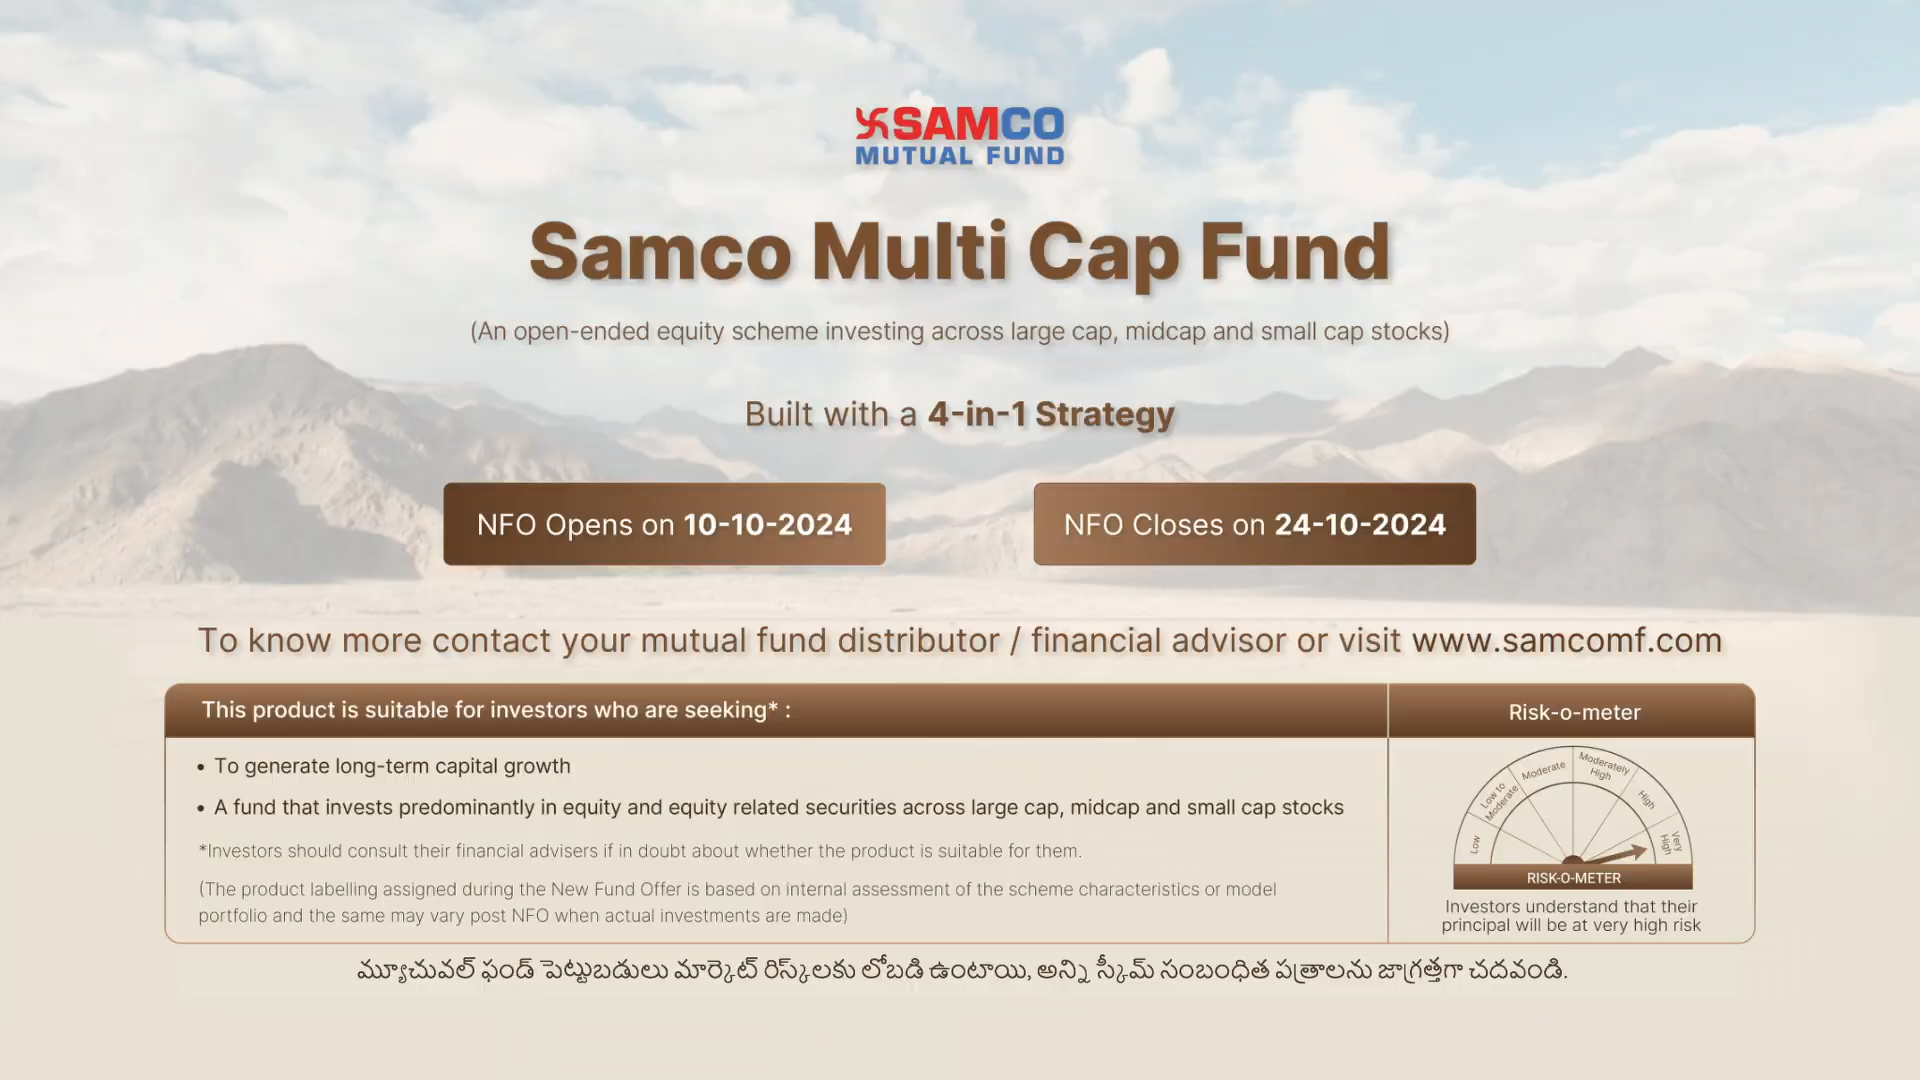 SAMCO
MUTUAL FUND
Samco Multi Cap Fund
(An open-ended equity scheme investing across large cap, midcap and small cap stocks)
Built with a 4-in-1 Strategy
NFO Opens on 10-10-2024
NFO Closes on 24-10-2024
To know more contact your mutual fund distributor / financial advisor or visit www.samcomf.com
This product is suitable for investors who are seeking* :
• To generate long-term capital growth
• A fund that invests predominantly in equity and equity related securities across large cap, midcap and small cap stocks
*Investors should consult their financial advisers if in doubt about whether the product is suitable for them.
(The product labelling assigned during the New Fund Offer is based on internal assessment of the scheme characteristics or model
portfolio and the same may vary post NFO when actual investments are made)
Risk-o-meter
Low
Low to
Moderate
Moderate
Moderately
High
High
Very
High
RISK-O-METER
Investors understand that their
principal will be at very high risk
మ్యూచువల్ ఫండ్ పెట్టుబడులు మార్కెట్ రిస్క్‌లకు లోబడి ఉంటాయి, అన్ని స్కీమ్ సంబంధిత పత్రాలను జాగ్రత్తగా చదవండి.